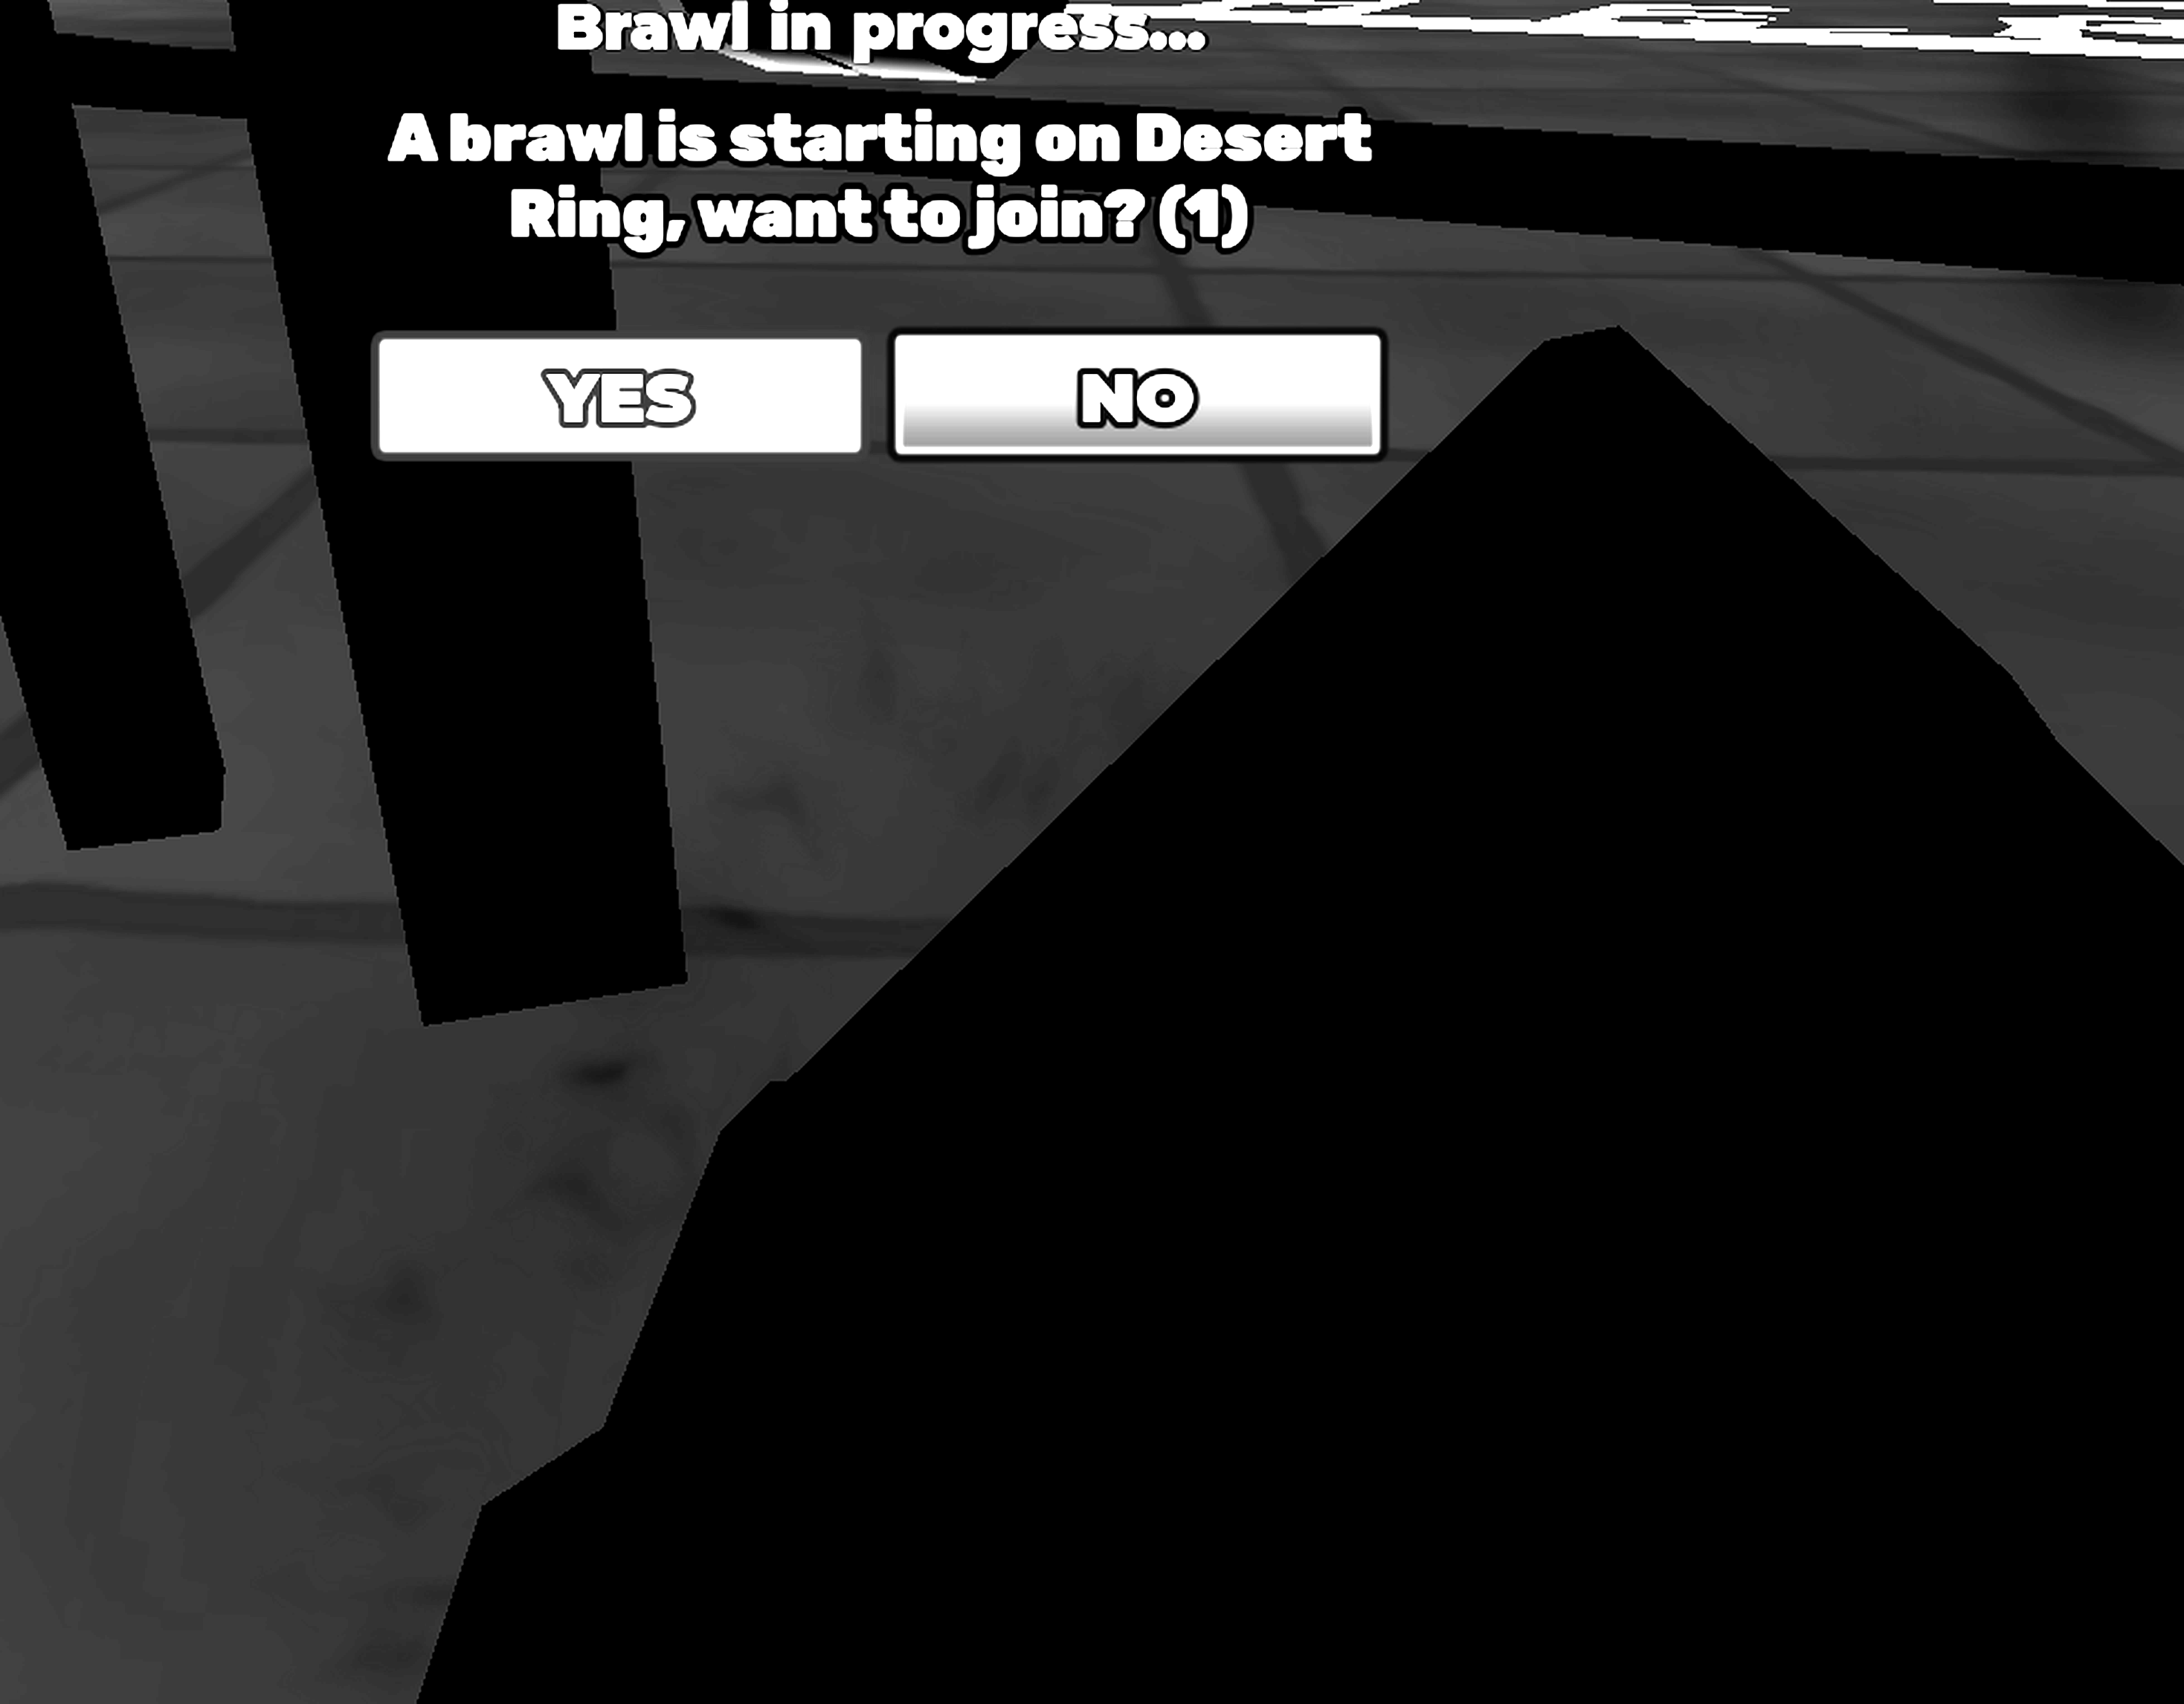 Brawl in progress...
A brawl is starting on Desert
Ring, want to join? (1)
YES
NO